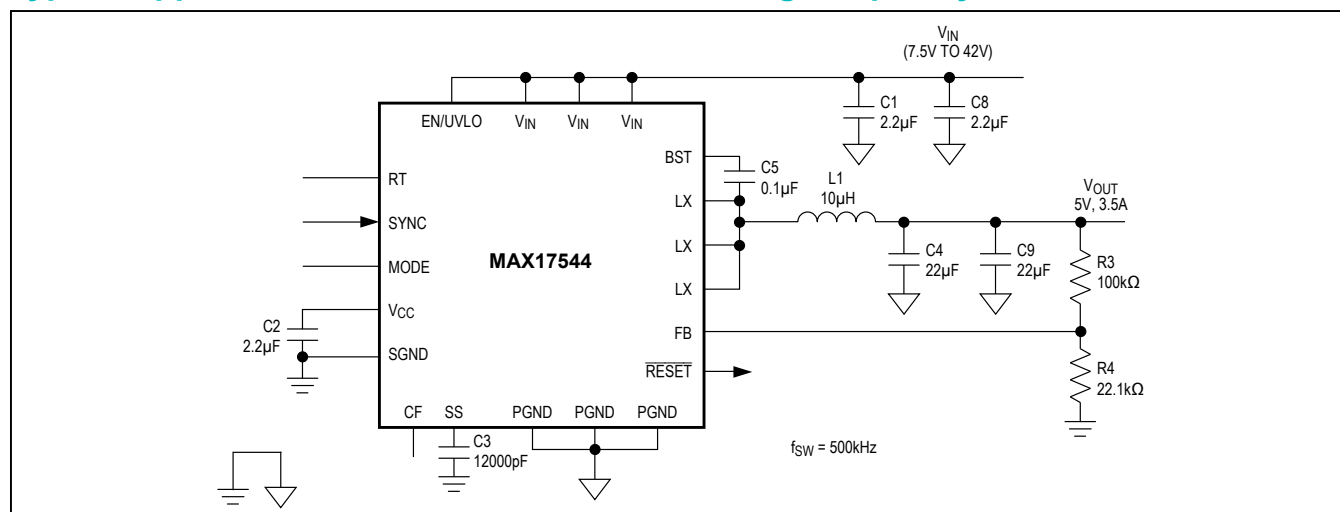 VIN
(7.5V TO 42V)
EN/UVLO
VIN
VIN
VIN
C1
2.2µF
C8
2.2µF
RT
SYNC
MODE
VCC
SGND
C2
2.2µF
MAX17544
BST
LX
LX
LX
FB
RESET
C5
0.1µF
L1
10µH
VOUT
5V, 3.5A
C4
22µF
C9
22µF
R3
100kΩ
R4
22.1kΩ
CF
SS
PGND
PGND
PGND
C3
12000pF
fSW = 500kHz